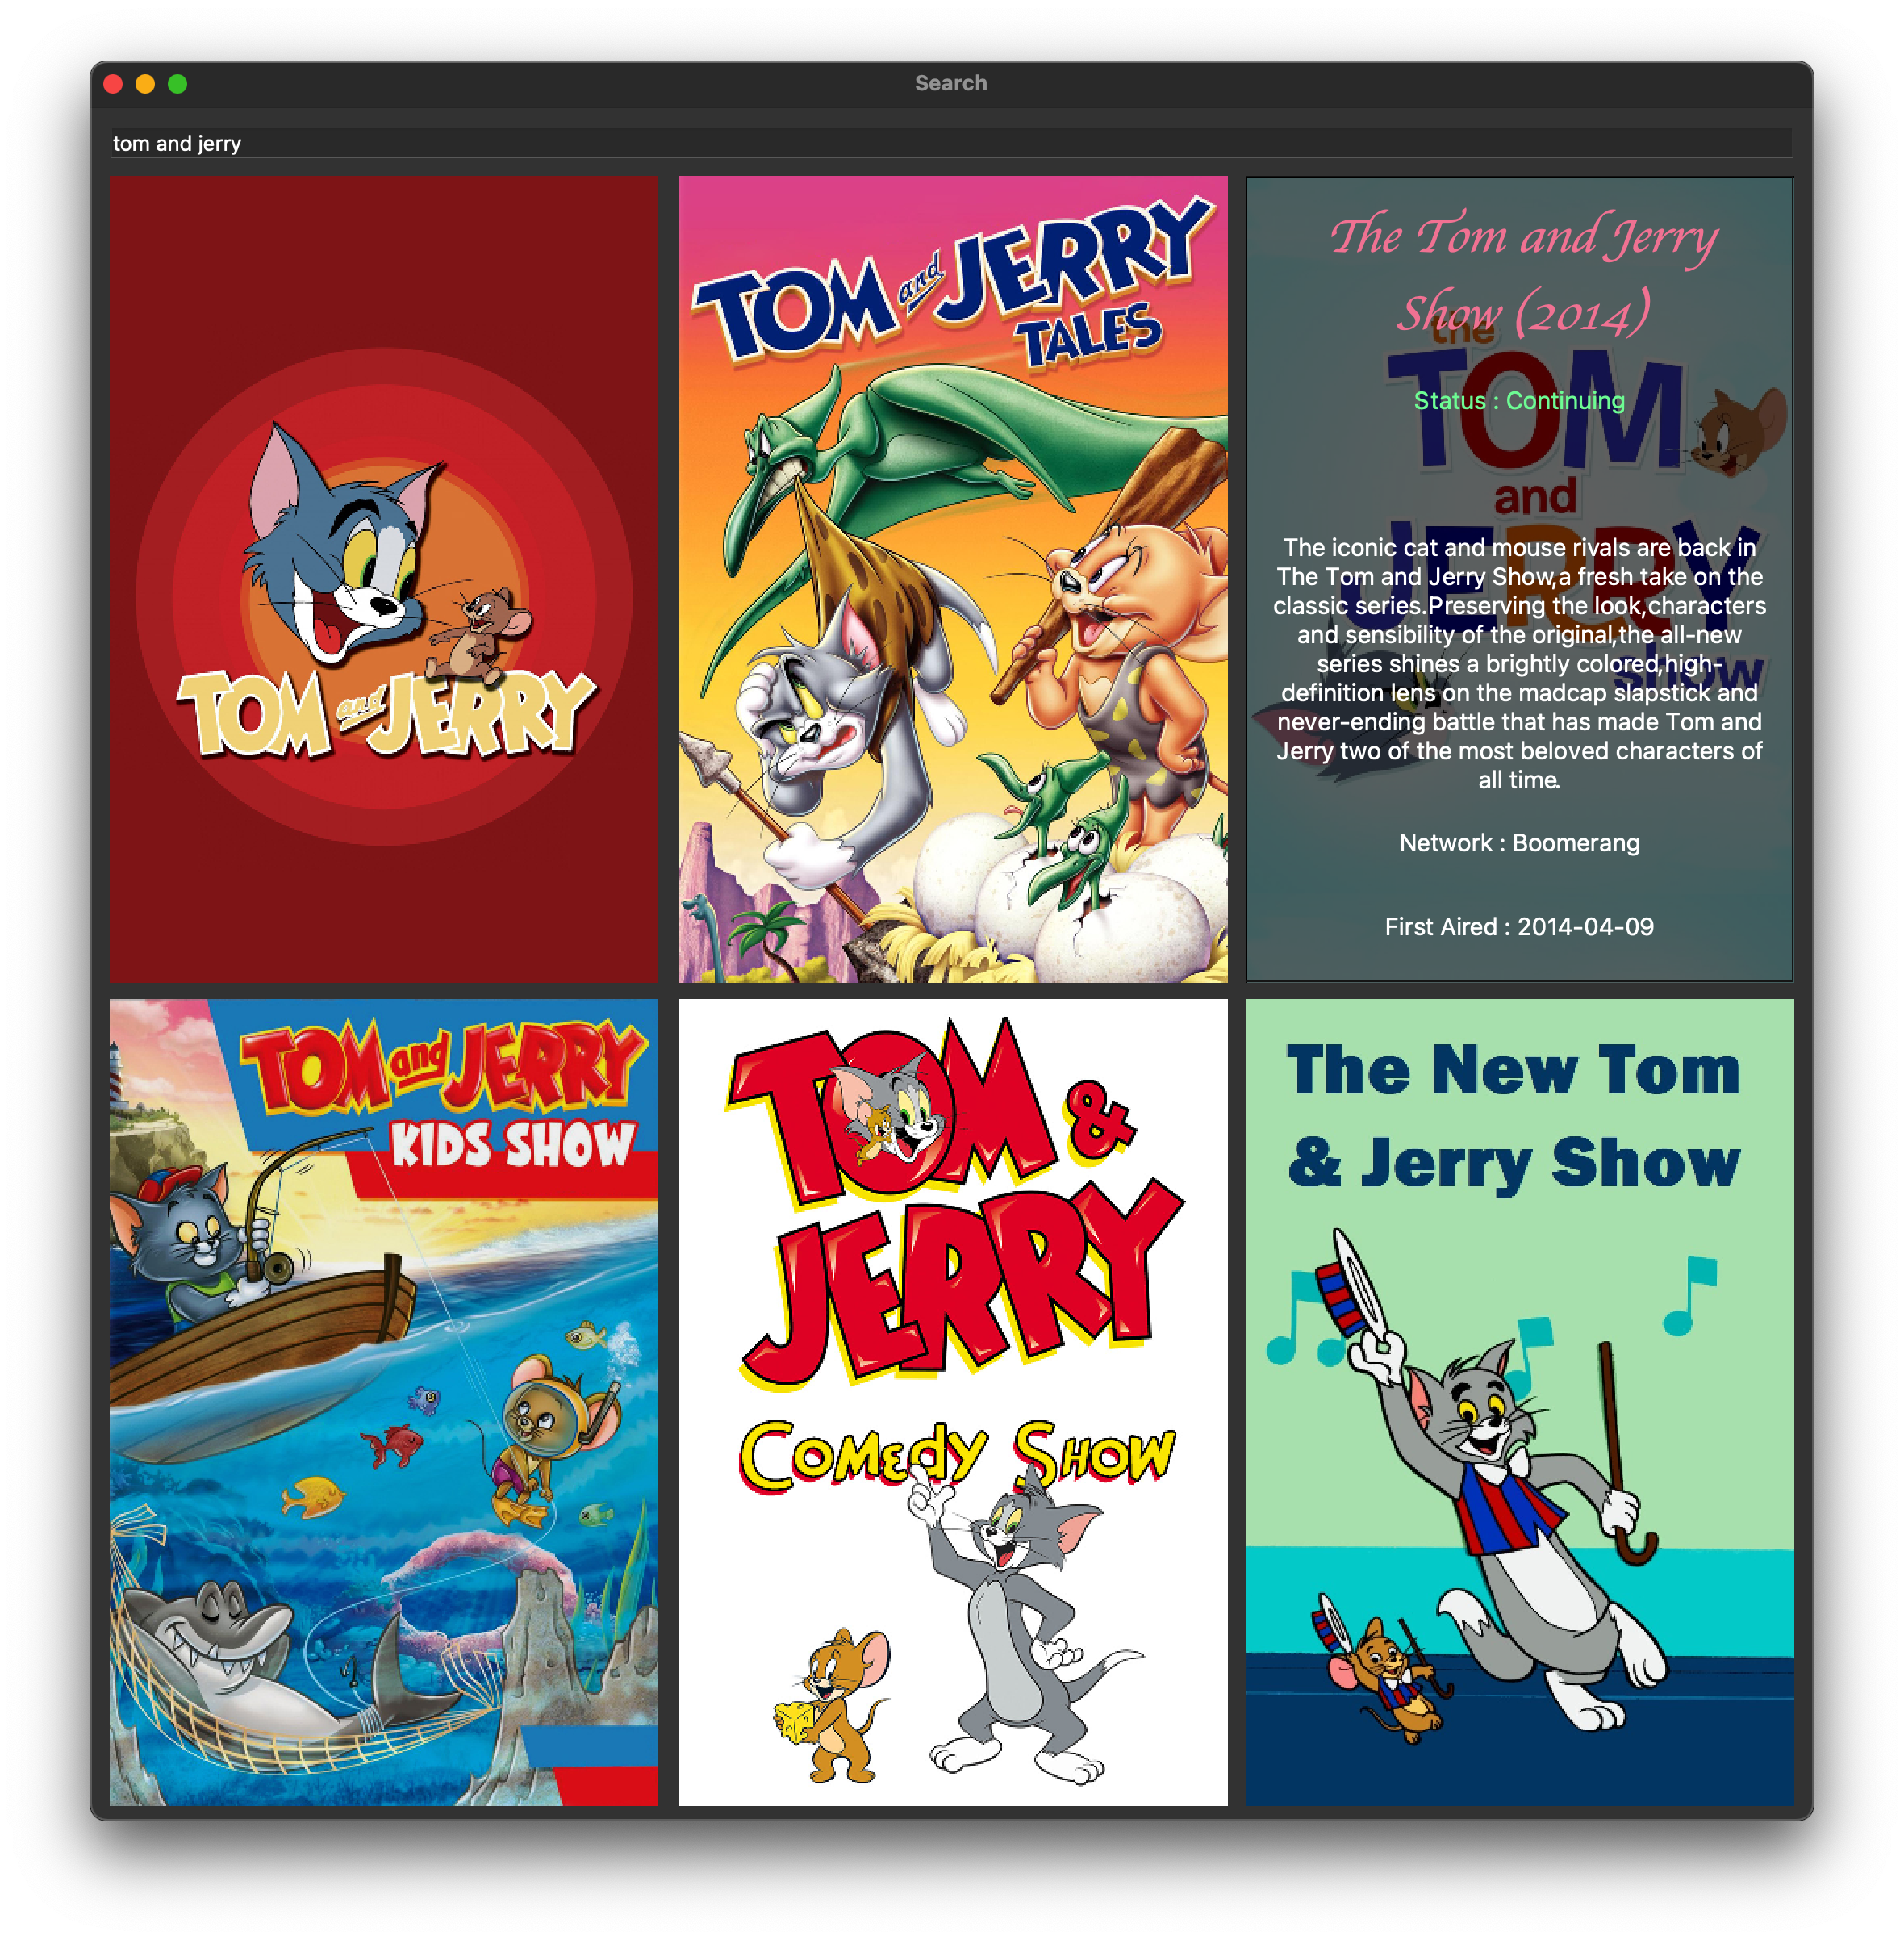 Search
tom and jerry
TOM and JERRY
TOM and JERRY
TALES
The Tom and Jerry
Show (2014)
the
TOM
Status : Continuing
and
JERRY
show
The iconic cat and mouse rivals are back in
The Tom and Jerry Show,a fresh take on the
classic series.Preserving the look,characters
and sensibility of the original,the all-new
series shines a brightly colored,high-
definition lens on the madcap slapstick and
never-ending battle that has made Tom and
Jerry two of the most beloved characters of
all time.
Network : Boomerang
First Aired : 2014-04-09
TOM and JERRY
KIDS SHOW
TOM &
JERRY
COMEDY SHOW
The New Tom
& Jerry Show